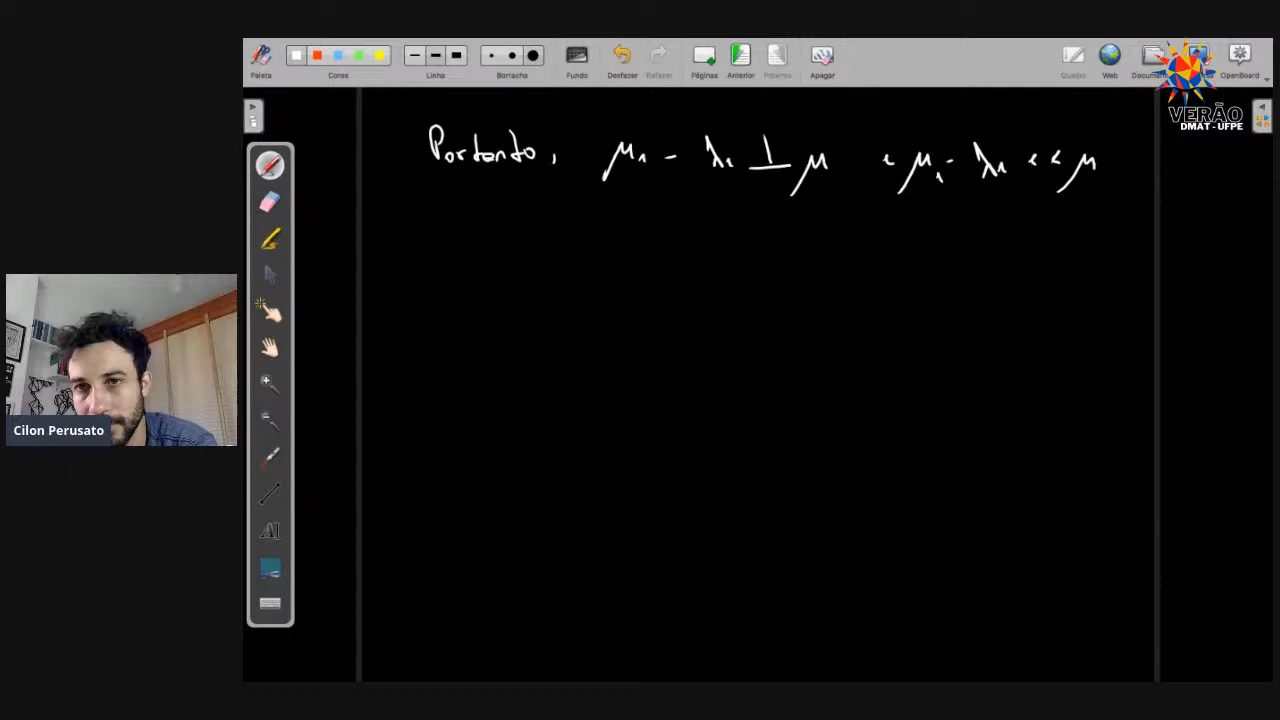 Paleta Cores Linha Borracha Fundo Desfazer Refazer Páginas Anterior Próximo Apagar Quadro Web OpenBoard
VERÃO
DMAT - UFPE
Portanto, μ₁ - λ₁ ⊥ μ e μ₁ - λ₁ << μ
AI
Cilon Perusato